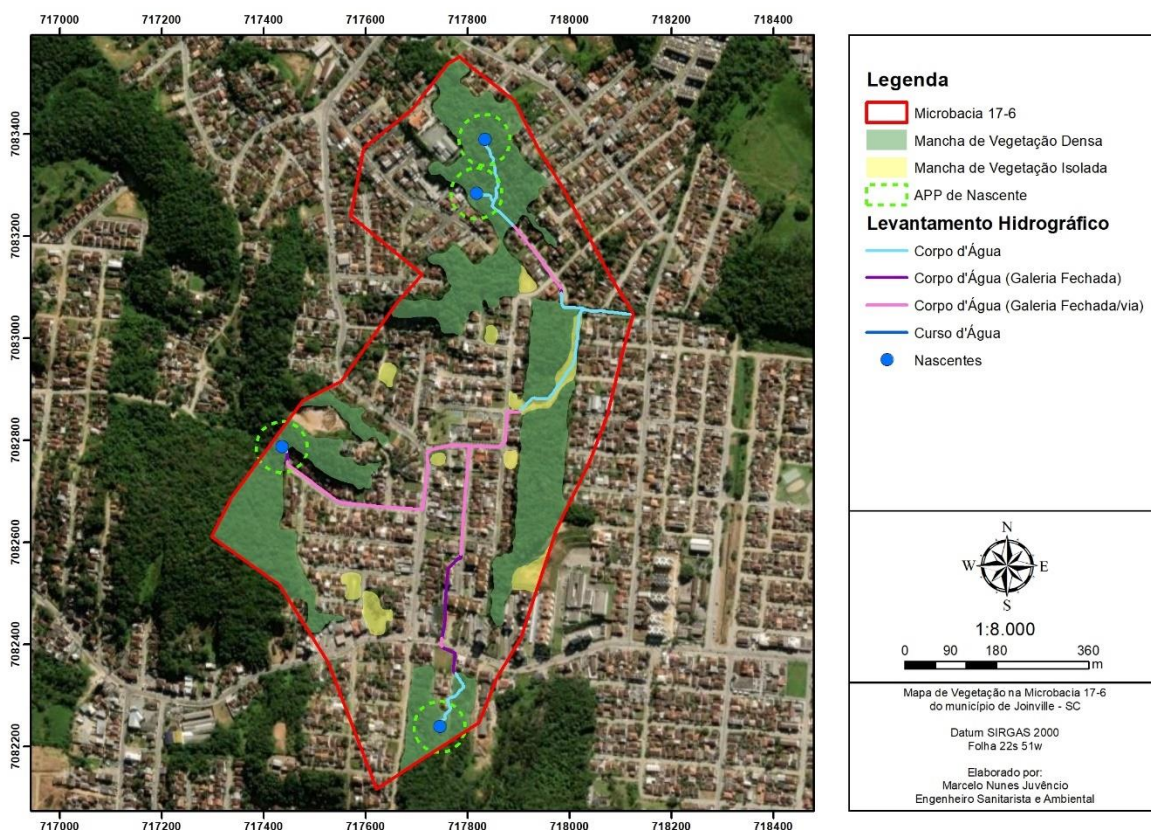 717000 717200 717400 717600 717800 718000 718200 718400
7083400
7083200
7083000
7082800
7082600
7082400
7082200
717000 717200 717400 717600 717800 718000 718200 718400
Legenda
Microbacia 17-6
Mancha de Vegetação Densa
Mancha de Vegetação Isolada
APP de Nascente
Levantamento Hidrográfico
Corpo d'Água
Corpo d'Água (Galeria Fechada)
Corpo d'Água (Galeria Fechada/via)
Curso d'Água
Nascentes
N
W E
S
1:8.000
0 90 180 360
m
Mapa de Vegetação na Microbacia 17-6
do município de Joinville - SC
Datum SIRGAS 2000
Folha 22s 51w
Elaborado por:
Marcelo Nunes Juvêncio
Engenheiro Sanitarista e Ambiental